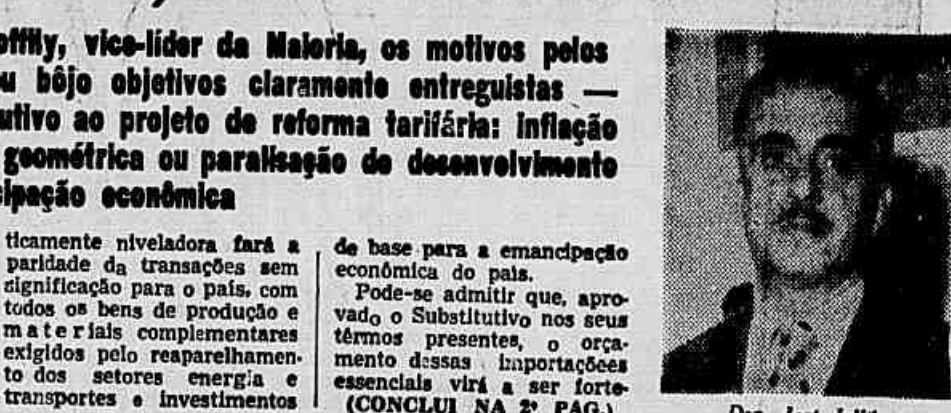 offily, vice-líder da Maioria, os motivos pelos
u bôjo objetivos claramente entreguistas —
utivo ao projeto de reforma tarifária: inflação
geométrica ou paralisação do desenvolvimento
cipação econômica
ticamente niveladora fará a
paridade da transações sem
significação para o país, com
todos os bens de produção e
materiais complementares
exigidos pelo reaparelhamen-
to dos setores energia e
transportes e investimentos
de base para a emancipação
econômica do país.
Pode-se admitir que, apro-
vado o Substitutivo nos seus
têrmos presentes, o orça-
mento dessas importações
essenciais virá a ser forte-
(CONCLUI NA 2ª PAG.)